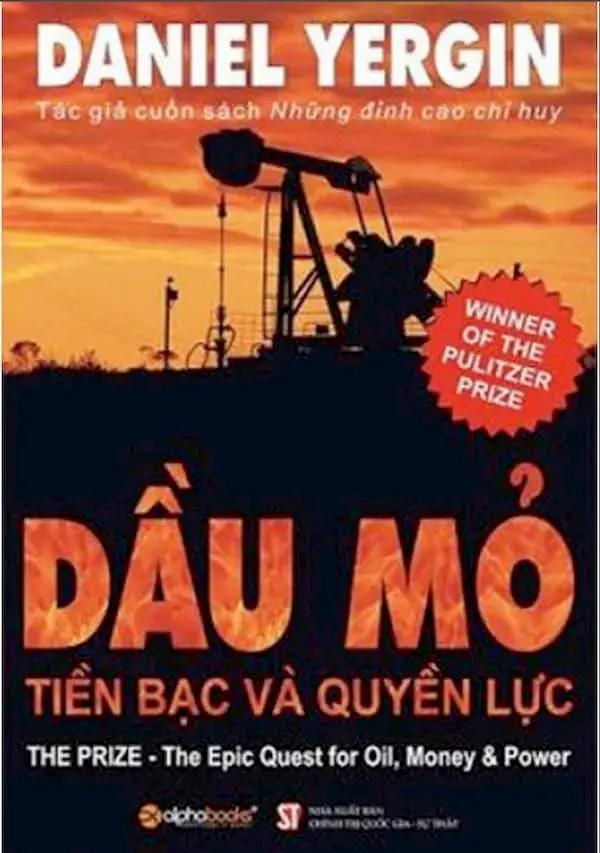 DANIEL YERGIN
Tác giả cuốn sách Những đỉnh cao chỉ huy
WINNER
OF THE
PULITZER
PRIZE
DẦU MỎ
TIỀN BẠC VÀ QUYỀN LỰC
THE PRIZE - The Epic Quest for Oil, Money & Power
alphabooks
ST
NHÀ XUẤT BẢN
CHÍNH TRỊ QUỐC GIA - SỰ THẬT